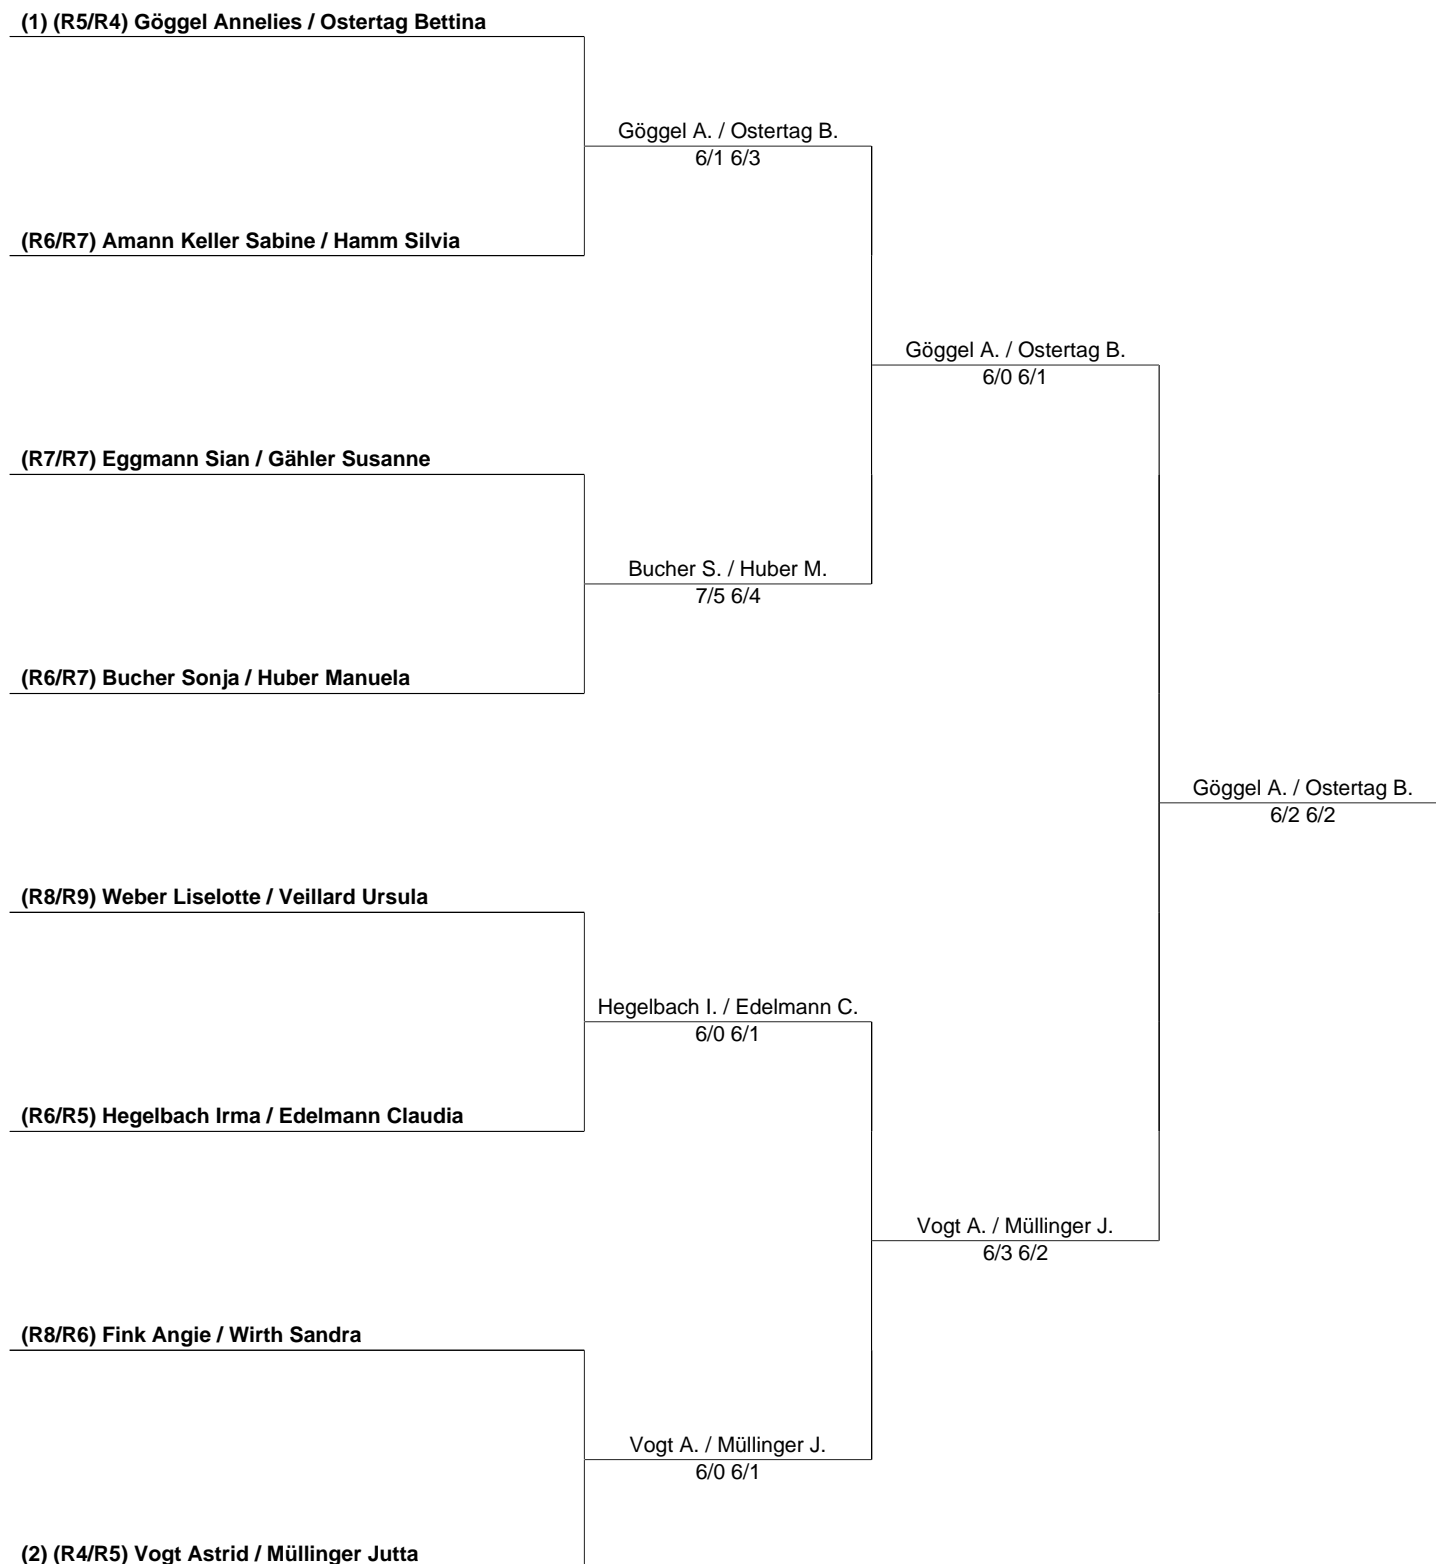 (1) (R5/R4) Göggel Annelies / Ostertag Bettina
Göggel A. / Ostertag B.
6/1 6/3
(R6/R7) Amann Keller Sabine / Hamm Silvia
Göggel A. / Ostertag B.
6/0 6/1
(R7/R7) Eggmann Sian / Gähler Susanne
Bucher S. / Huber M.
7/5 6/4
(R6/R7) Bucher Sonja / Huber Manuela
Göggel A. / Ostertag B.
6/2 6/2
(R8/R9) Weber Liselotte / Veillard Ursula
Hegelbach I. / Edelmann C.
6/0 6/1
(R6/R5) Hegelbach Irma / Edelmann Claudia
Vogt A. / Müllinger J.
6/3 6/2
(R8/R6) Fink Angie / Wirth Sandra
Vogt A. / Müllinger J.
6/0 6/1
(2) (R4/R5) Vogt Astrid / Müllinger Jutta